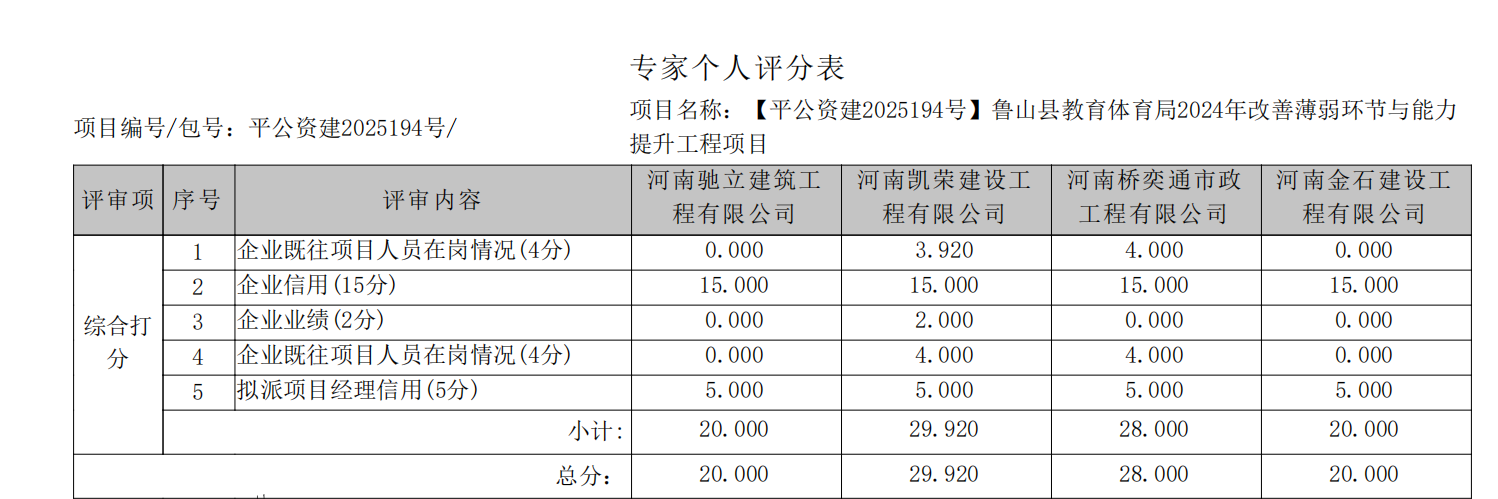 专家个人评分表
项目编号/包号：平公资建2025194号/
项目名称：【平公资建2025194号】鲁山县教育体育局2024年改善薄弱环节与能力
提升工程项目
评审项 序号 评审内容 河南驰立建筑工程有限公司 河南凯荣建设工程有限公司 河南桥奕通市政工程有限公司 河南金石建设工程有限公司
综合打分
1 企业既往项目人员在岗情况(4分) 0.000 3.920 4.000 0.000
2 企业信用(15分) 15.000 15.000 15.000 15.000
3 企业业绩(2分) 0.000 2.000 0.000 0.000
4 企业既往项目人员在岗情况(4分) 0.000 4.000 4.000 0.000
5 拟派项目经理信用(5分) 5.000 5.000 5.000 5.000
小计: 20.000 29.920 28.000 20.000
总分： 20.000 29.920 28.000 20.000